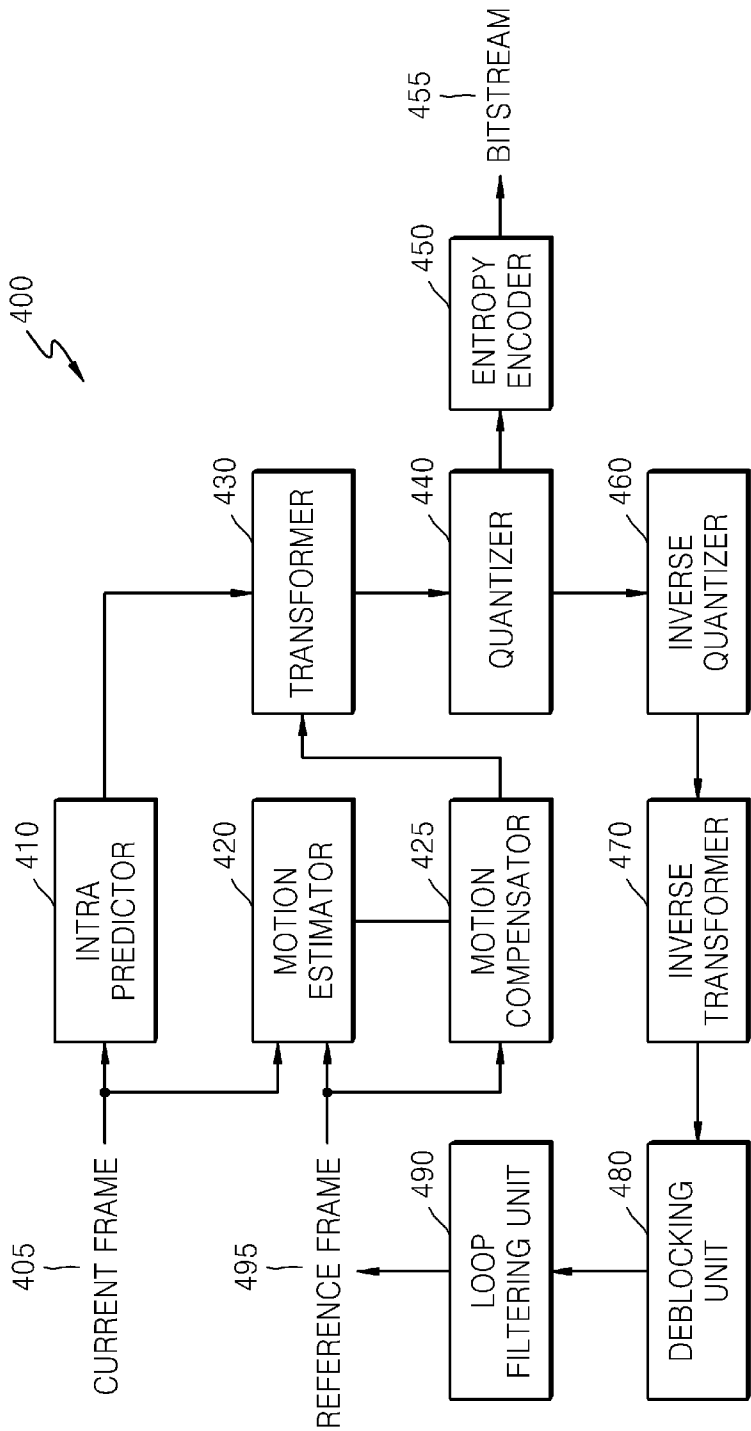 400
405
CURRENT FRAME
410
INTRA
PREDICTOR
495
REFERENCE FRAME
420
MOTION
ESTIMATOR
425
MOTION
COMPENSATOR
430
TRANSFORMER
440
QUANTIZER
450
ENTROPY
ENCODER
455
BITSTREAM
490
LOOP
FILTERING UNIT
480
DEBLOCKING
UNIT
470
INVERSE
TRANSFORMER
460
INVERSE
QUANTIZER